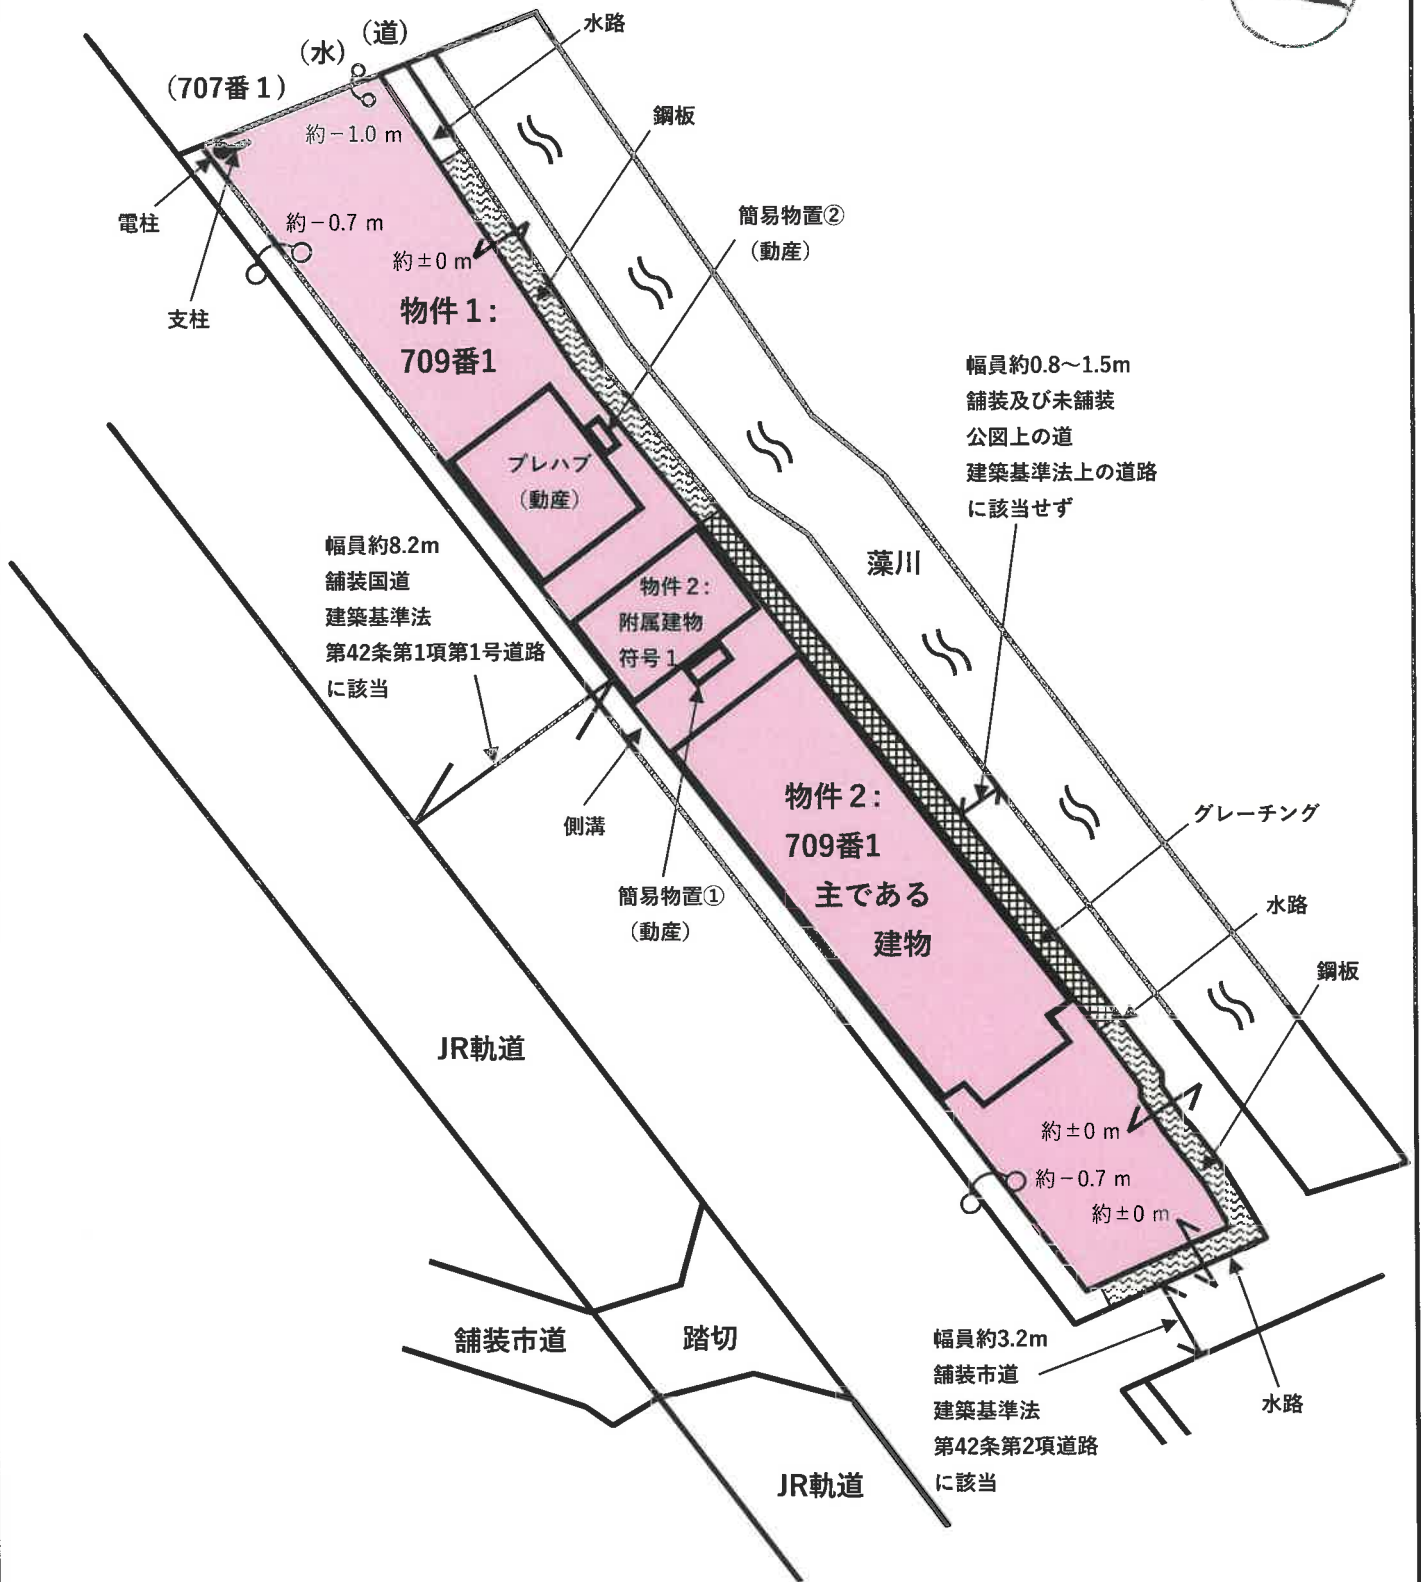 水路
（道）
（水）
（707番１）
約－1.0 m
鋼板
電柱
約－0.7 m
簡易物置②
（動産）
約±0 m
支柱
物件１：
709番1
幅員約0.8～1.5m
舗装及び未舗装
公図上の道
建築基準法上の道路
に該当せず
プレハブ
（動産）
幅員約8.2m
舗装国道
建築基準法
第42条第1項第1号道路
に該当
藻川
物件２：
附属建物
符号１
物件２：
709番1
主である
建物
側溝
グレーチング
簡易物置①
（動産）
水路
鋼板
JR軌道
約±0 m
約－0.7 m
約±0 m
舗装市道
踏切
幅員約3.2m
舗装市道
建築基準法
第42条第2項道路
に該当
水路
JR軌道